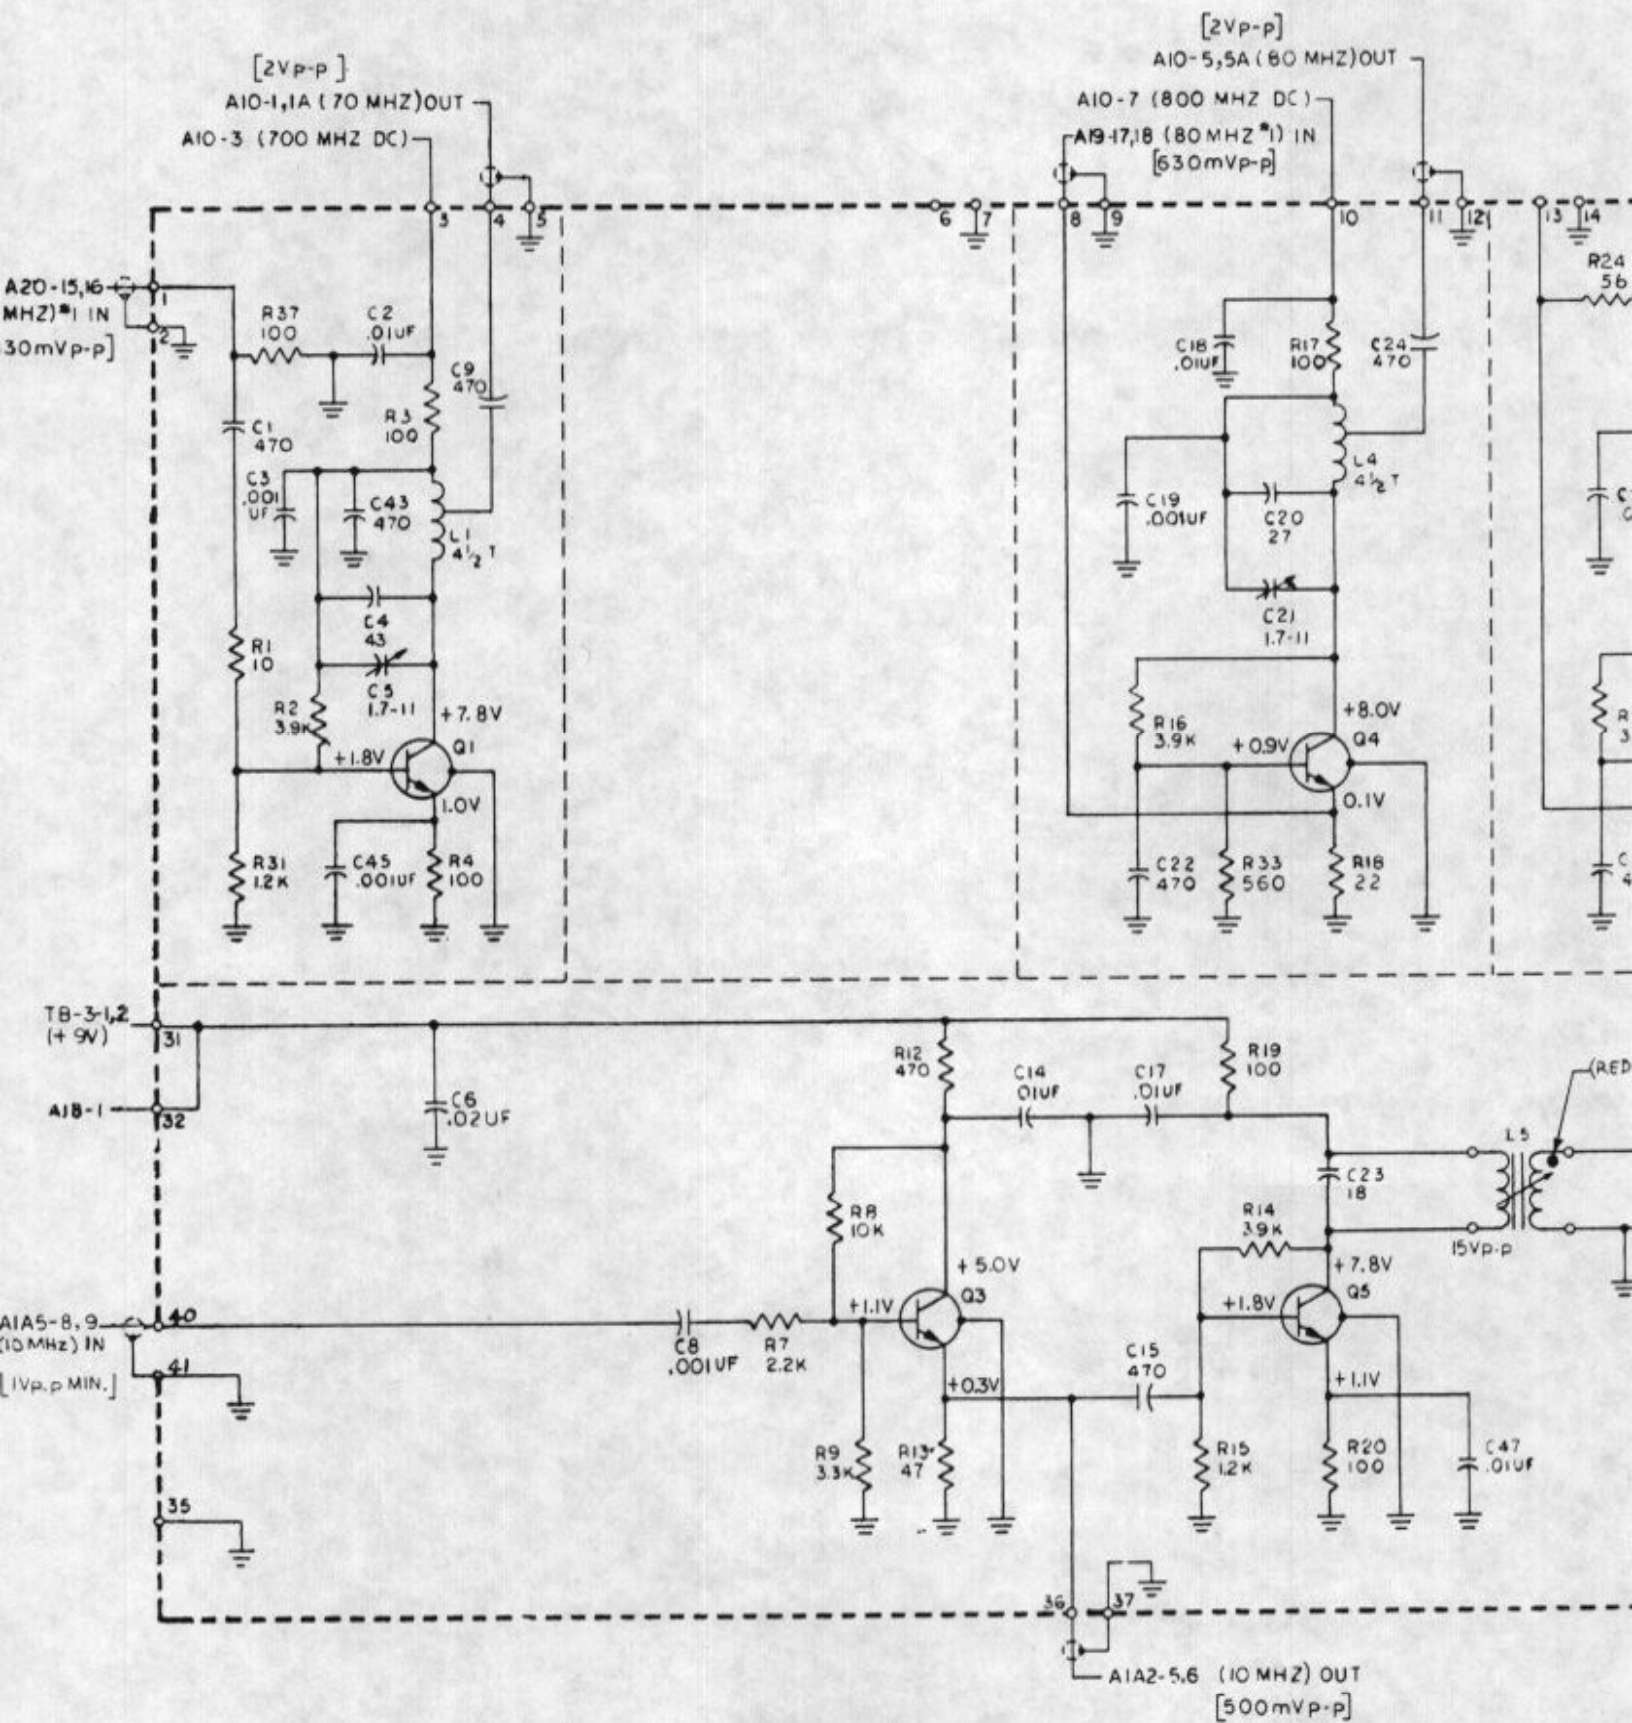 [2Vp-p]
A10-5,5A (80 MHZ)OUT
[2Vp-p]
A10-1,1A (70 MHZ)OUT
A10-7 (800 MHZ DC)
A10-3 (700 MHZ DC)
A19-17,18 (80MHZ *1) IN
[630mVp-p]
3
4
5
6
7
8
9
10
11
12
13
14
A20-15,16
1
MHZ)*1 IN
2
30mVp-p]
R37
100
C2
.01UF
C9
470
R3
100
C1
470
C3
.001
UF
C43
470
L1
4½ T
C4
43
C5
1.7-11
R1
10
R2
3.9K
+7.8V
Q1
+1.8V
1.0V
R31
1.2K
C45
.001UF
R4
100
C18
.01UF
R17
100
C24
470
R24
56
L4
4½ T
C19
.001UF
C20
27
C21
1.7-11
R16
3.9K
+8.0V
Q4
+0.9V
0.1V
C22
470
R33
560
R18
22
TB-3-1,2
(+ 9V)
31
A18-1
32
C6
.02UF
R12
470
C14
.01UF
C17
.01UF
R19
100
(RED
L5
C23
18
R8
10K
R14
3.9K
15Vp-p
+5.0V
Q3
+1.1V
+7.8V
Q5
+1.8V
A1A5-8,9
(10MHz) IN
40
41
[1Vp.p MIN.]
C8
.001UF
R7
2.2K
C15
470
+0.3V
+1.1V
R9
3.3K
R13
47
R15
1.2K
R20
100
C47
.01UF
35
36
37
A1A2-5,6 (10 MHZ) OUT
[500mVp-p]